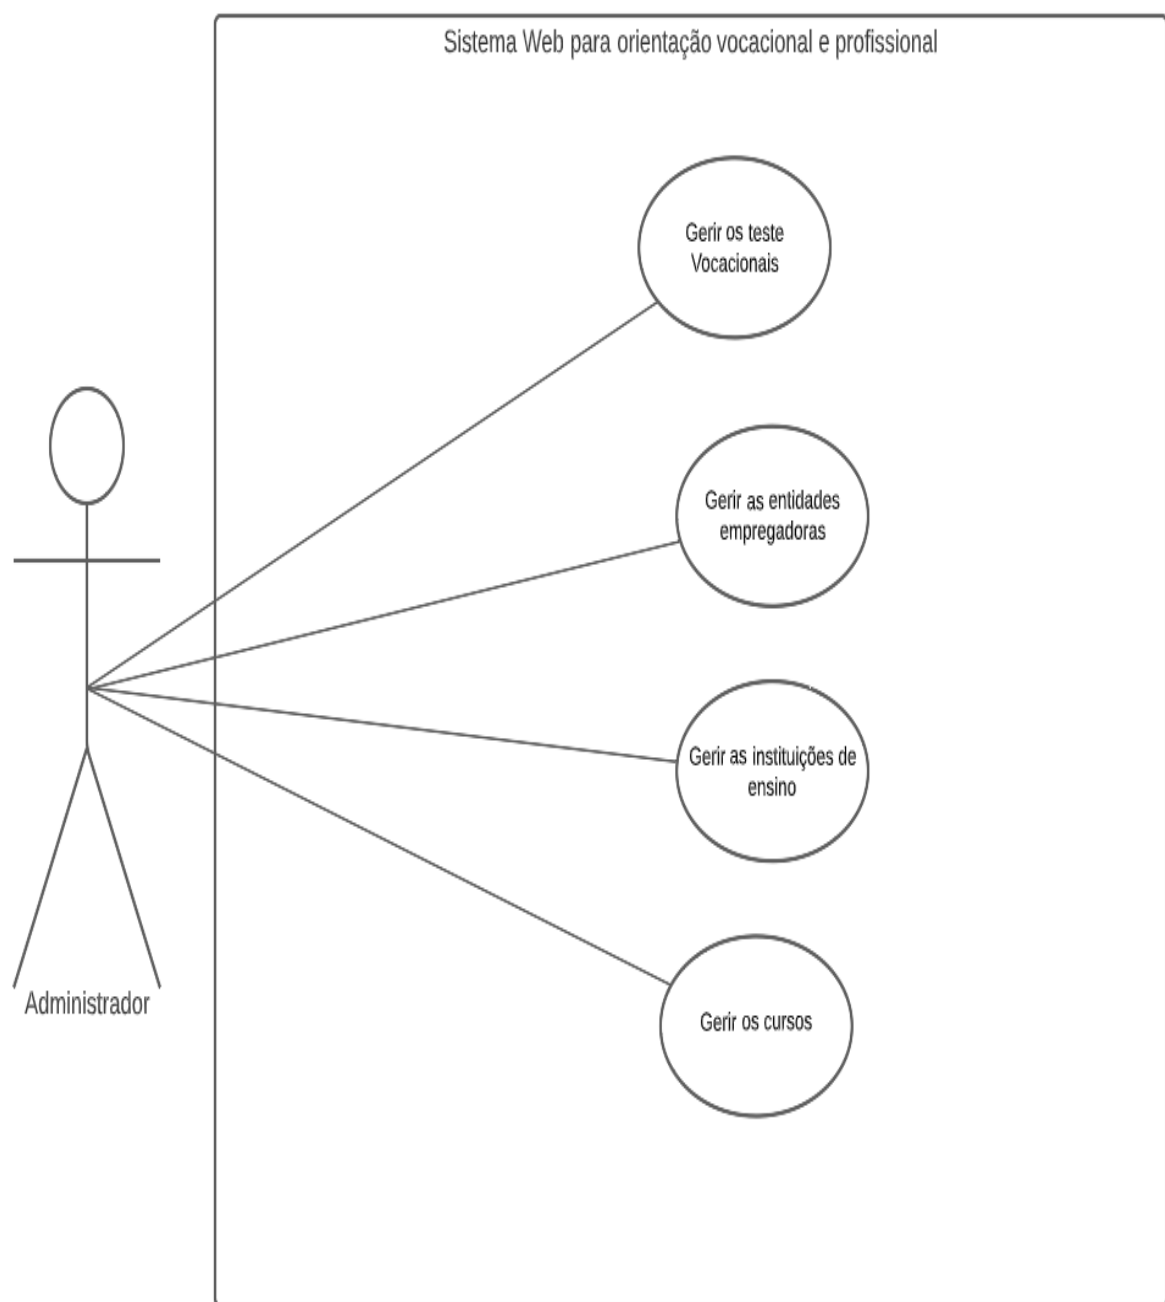 Sistema Web para orientação vocacional e profissional
Gerir os teste
Vocacionais
Gerir as entidades
empregadoras
Gerir as instituições de
ensino
Administrador
Gerir os cursos